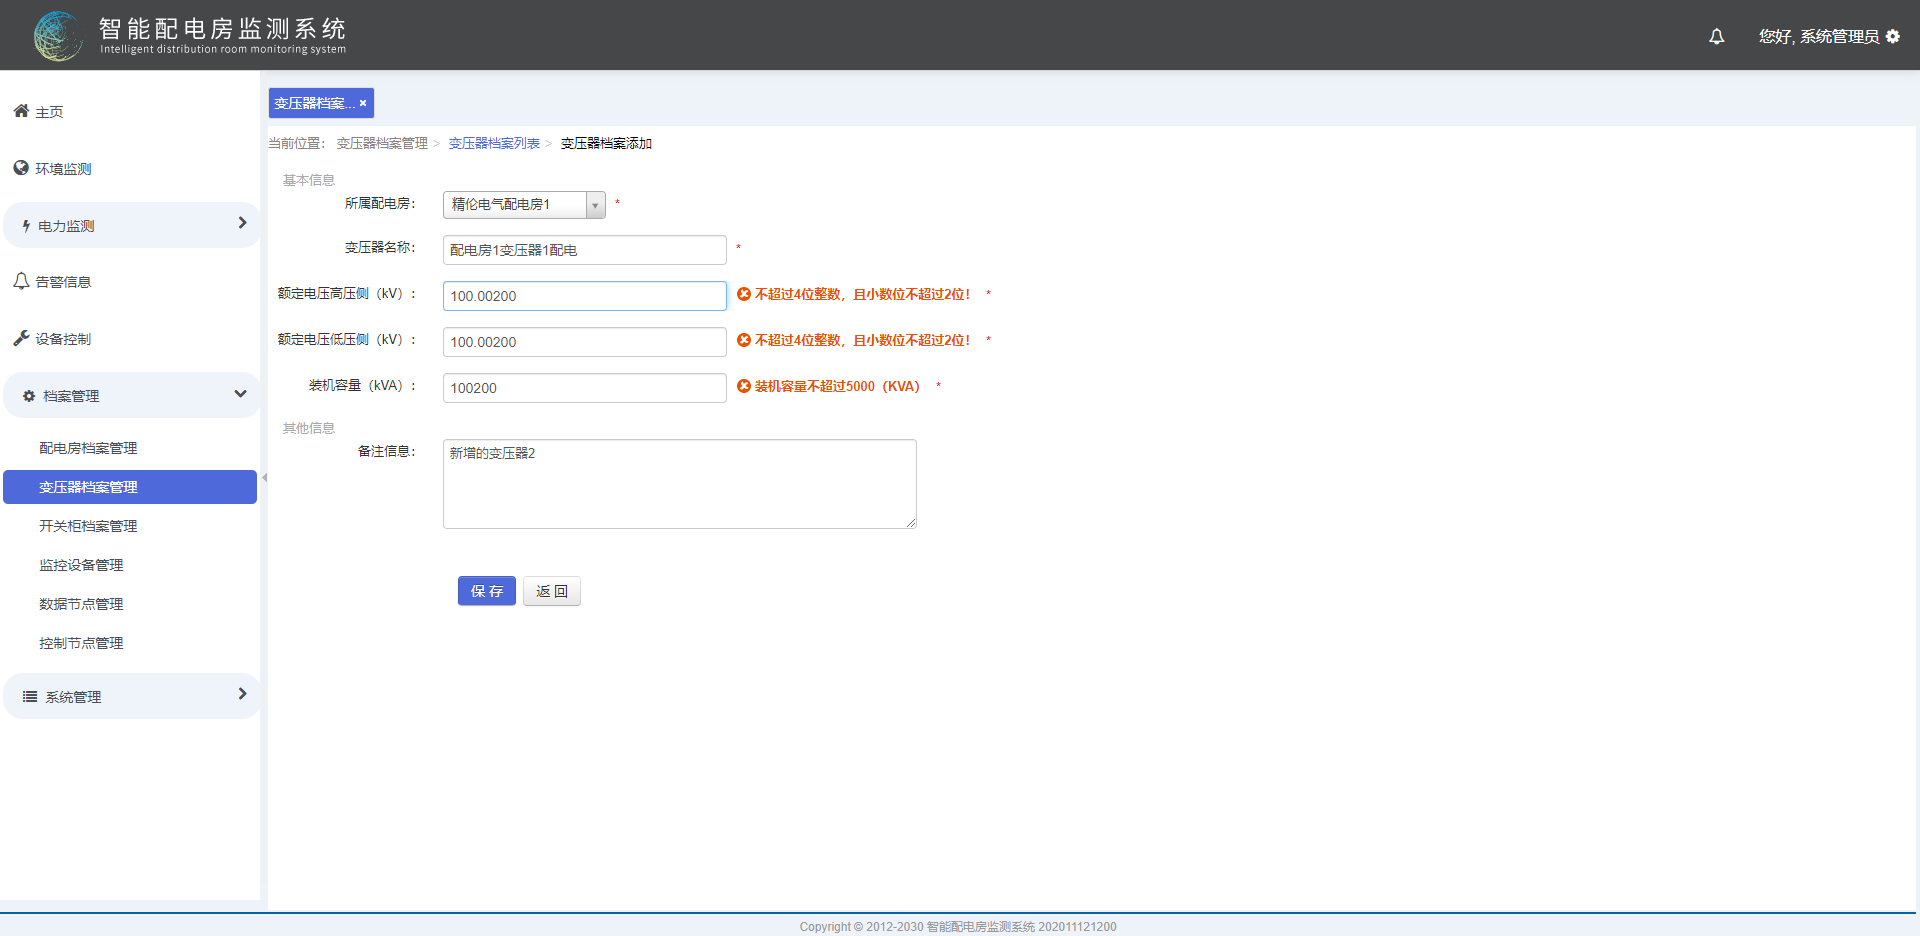 智能配电房监测系统
Intelligent distribution room monitoring system
您好, 系统管理员
主页
环境监测
电力监测
告警信息
设备控制
档案管理
配电房档案管理
变压器档案管理
开关柜档案管理
监控设备管理
数据节点管理
控制节点管理
系统管理
变压器档案... ×
当前位置： 变压器档案管理 > 变压器档案列表 > 变压器档案添加
基本信息
所属配电房： 精伦电气配电房1 *
变压器名称： 配电房1变压器1配电 *
额定电压高压侧（kV）： 100.00200 不超过4位整数，且小数位不超过2位！ *
额定电压低压侧（kV）： 100.00200 不超过4位整数，且小数位不超过2位！ *
装机容量（kVA）： 100200 装机容量不超过5000（KVA） *
其他信息
备注信息： 新增的变压器2
保 存 返 回
Copyright © 2012-2030 智能配电房监测系统 202011121200